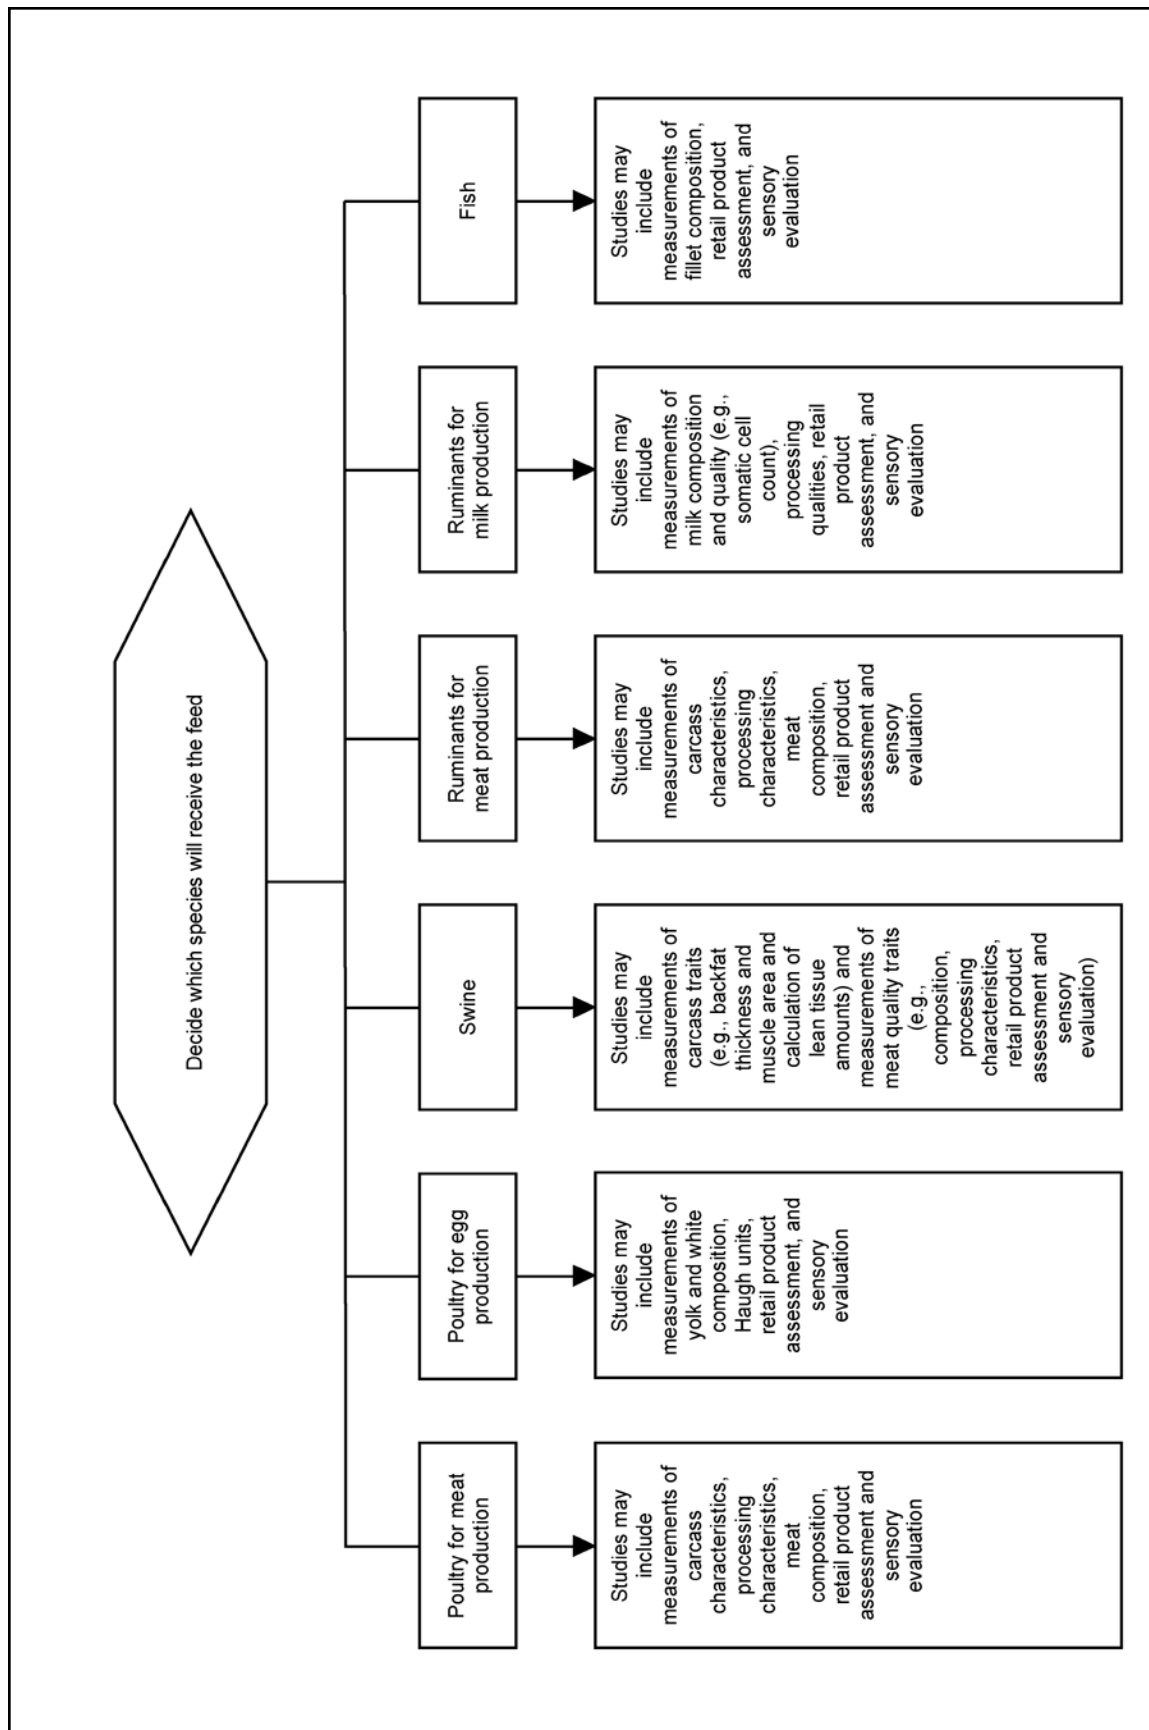 Decide which species will receive the feed
Poultry for meat
production
Poultry for egg
production
Swine
Ruminants for
meat production
Ruminants for
milk production
Fish
Studies may
include
measurements of
carcass
characteristics,
processing
characteristics,
meat
composition,
retail product
assessment and
sensory
evaluation
Studies may
include
measurements of
yolk and white
composition,
Haugh units,
retail product
assessment, and
sensory
evaluation
Studies may
include
measurements of
carcass traits
(e.g., backfat
thickness and
muscle area and
calculation of
lean tissue
amounts) and
measurements of
meat quality traits
(e.g.,
composition,
processing
characteristics,
retail product
assessment and
sensory
evaluation)
Studies may
include
measurements of
carcass
characteristics,
processing
characteristics,
meat
composition,
retail product
assessment and
sensory
evaluation
Studies may
include
measurements of
milk composition
and quality (e.g.,
somatic cell
count),
processing
qualities, retail
product
assessment, and
sensory
evaluation
Studies may
include
measurements of
fillet composition,
retail product
assessment, and
sensory
evaluation